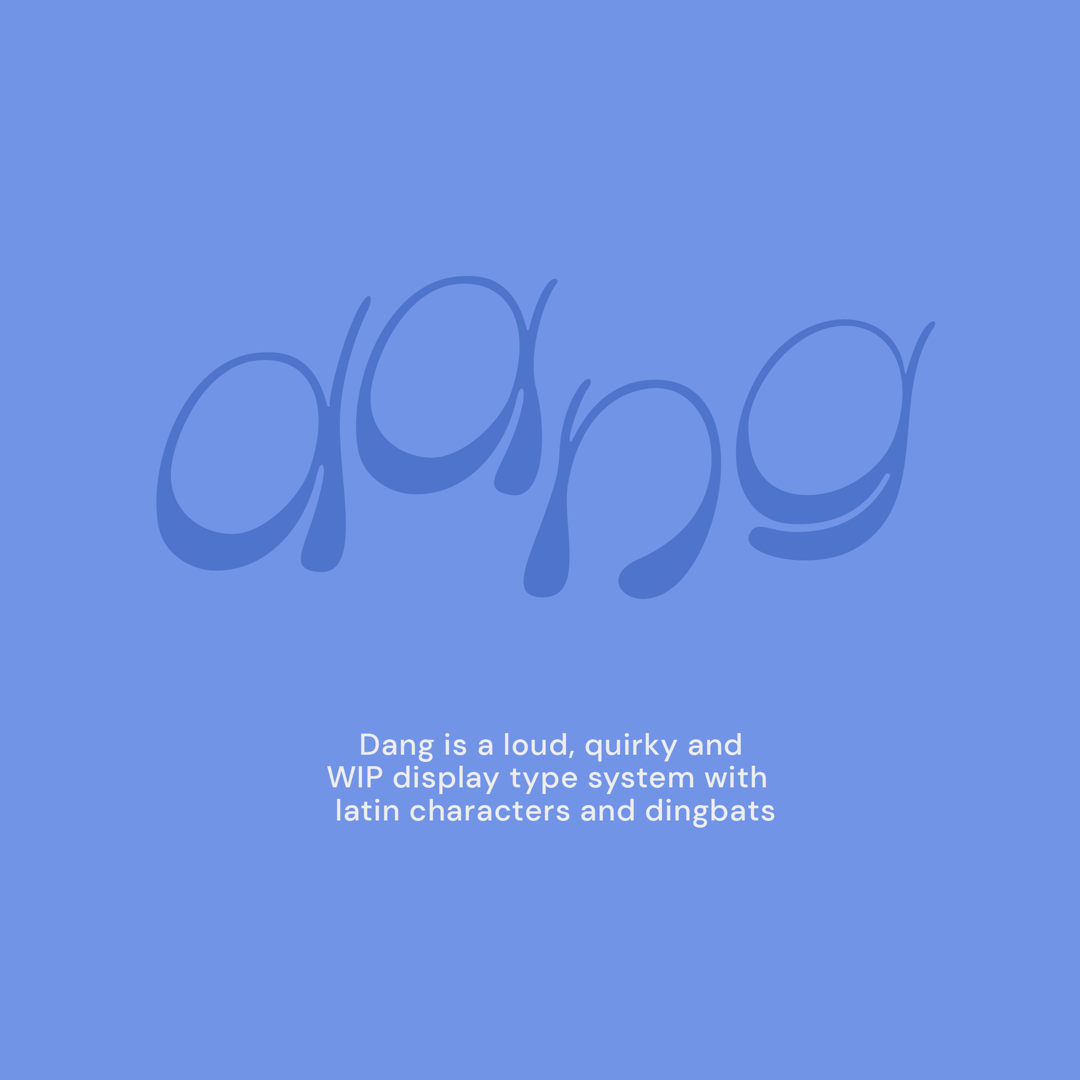 dang
Dang is a loud, quirky and
WIP display type system with
latin characters and dingbats